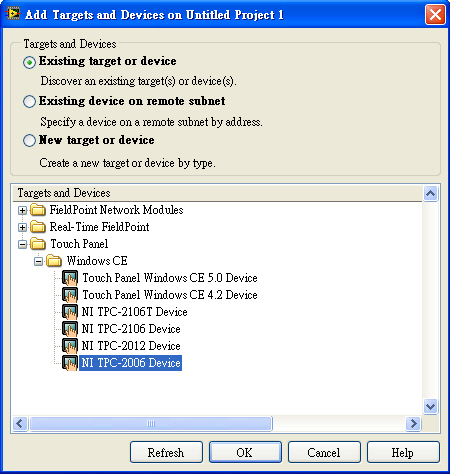 Add Targets and Devices on Untitled Project 1
Targets and Devices
Existing target or device
Discover an existing target(s) or device(s).
Existing device on remote subnet
Specify a device on a remote subnet by address.
New target or device
Create a new target or device by type.
Targets and Devices
FieldPoint Network Modules
Real-Time FieldPoint
Touch Panel
Windows CE
Touch Panel Windows CE 5.0 Device
Touch Panel Windows CE 4.2 Device
NI TPC-2106T Device
NI TPC-2106 Device
NI TPC-2012 Device
NI TPC-2006 Device
Refresh OK Cancel Help